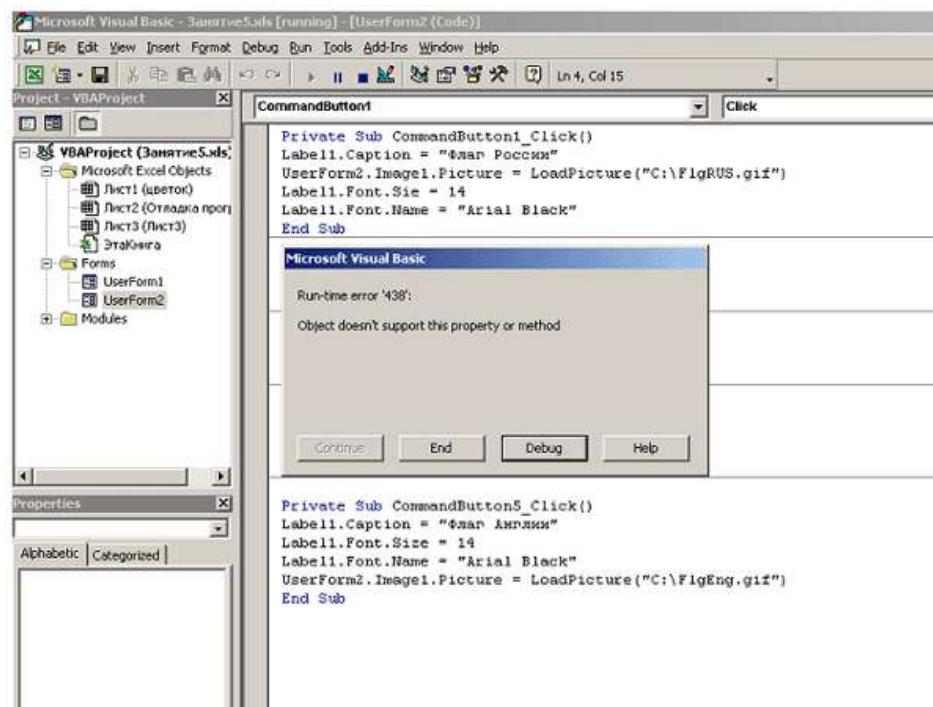 Microsoft Visual Basic - Занятие5.xls [running] - [UserForm2 (Code)]
File Edit View Insert Format Debug Run Tools Add-Ins Window Help
Ln 4, Col 15
Project - VBAProject
CommandButton1
Click
VBAProject (Занятие5.xls)
Microsoft Excel Objects
Лист1 (цветок)
Лист2 (Отладка прог
Лист3 (Лист3)
ЭтаКнига
Forms
UserForm1
UserForm2
Modules
Private Sub CommandButton1_Click()
Label1.Caption = "Флаг России"
UserForm2.Image1.Picture = LoadPicture("C:\FlgRUS.gif")
Label1.Font.Sie = 14
Label1.Font.Name = "Arial Black"
End Sub
Microsoft Visual Basic
Run-time error '438':
Object doesn't support this property or method
Continue
End
Debug
Help
Properties
Alphabetic
Categorized
Private Sub CommandButton5_Click()
Label1.Caption = "Флаг Англии"
Label1.Font.Size = 14
Label1.Font.Name = "Arial Black"
UserForm2.Image1.Picture = LoadPicture("C:\FlgEng.gif")
End Sub